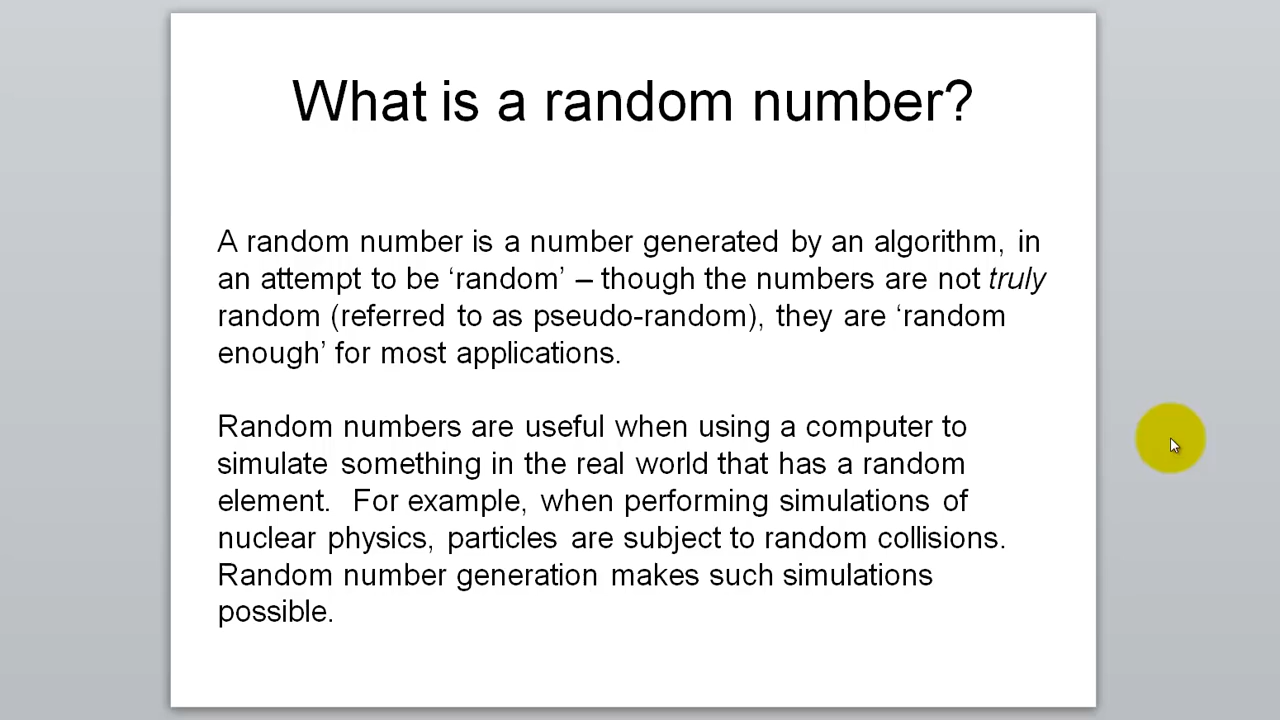 What is a random number?
A random number is a number generated by an algorithm, in
an attempt to be ‘random’ – though the numbers are not truly
random (referred to as pseudo-random), they are ‘random
enough’ for most applications.
Random numbers are useful when using a computer to
simulate something in the real world that has a random
element.  For example, when performing simulations of
nuclear physics, particles are subject to random collisions.
Random number generation makes such simulations
possible.